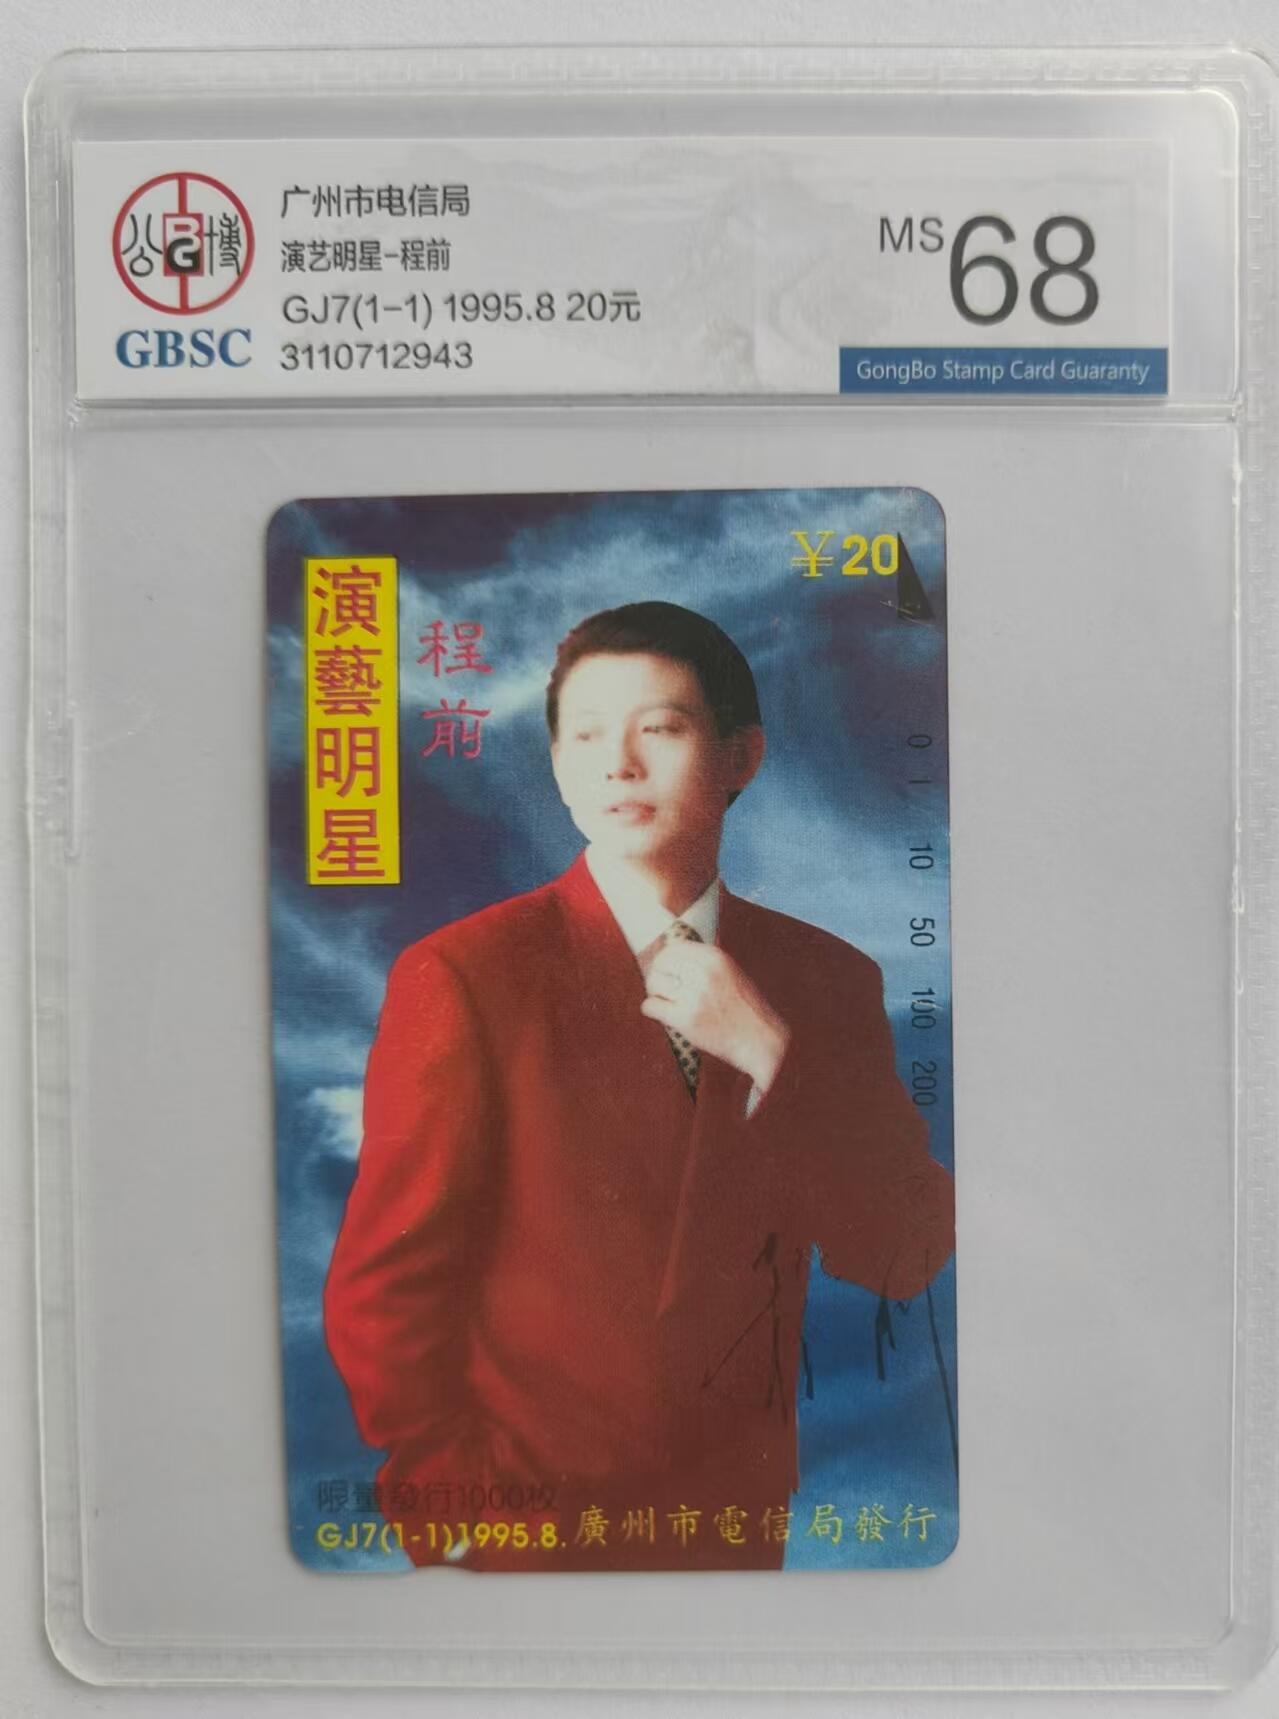 公 BG 博
GBSC
广州市电信局
演艺明星-程前
GJ7(1-1) 1995.8 20元
3110712943
MS 68
GongBo Stamp Card Guaranty
¥20
演藝明星
程前
0 1 10 50 100 200
限量發行1000枚
GJ7(1-1)1995.8.廣州市電信局發行